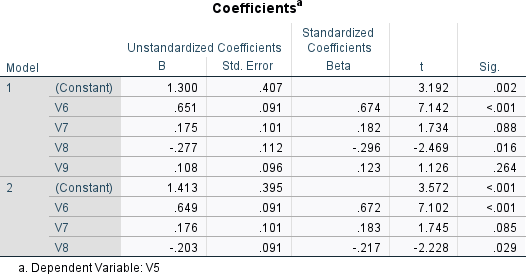 Coefficientsa
Unstandardized Coefficients Standardized Coefficients
Model B Std. Error Beta t Sig.
1 (Constant) 1.300 .407 3.192 .002
V6 .651 .091 .674 7.142 <.001
V7 .175 .101 .182 1.734 .088
V8 -.277 .112 -.296 -2.469 .016
V9 .108 .096 .123 1.126 .264
2 (Constant) 1.413 .395 3.572 <.001
V6 .649 .091 .672 7.102 <.001
V7 .176 .101 .183 1.745 .085
V8 -.203 .091 -.217 -2.228 .029
a. Dependent Variable: V5